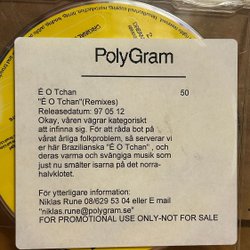 PolyGram
É O Tchan 50
"É O Tchan"(Remixes)
Releasedatum: 97 05 12
Okay, våren vägrar kategoriskt
att infinna sig. För att råda bot på
vårat årliga folkproblem, så serverar vi
er här Brazilianska "É O Tchan" , och
deras varma och svängiga musik som
just nu smälter isarna på det norra-
halvklotet.
För ytterligare information:
Niklas Rune 08/629 53 04 eller E mail
"niklas.rune@polygram.se"
FOR PROMOTIONAL USE ONLY-NOT FOR SALE